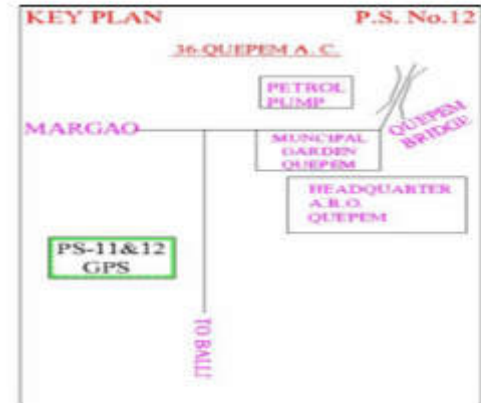 KEY PLAN
P.S. No.12
36-QUEPEM A. C.
PETROL
PUMP
MARGAO
QUEPEM
BRIDGE
MUNCIPAL
GARDEN
QUEPEM
HEADQUARTER
A.R.O.
QUEPEM
PS-11&12
GPS
TO BALLI